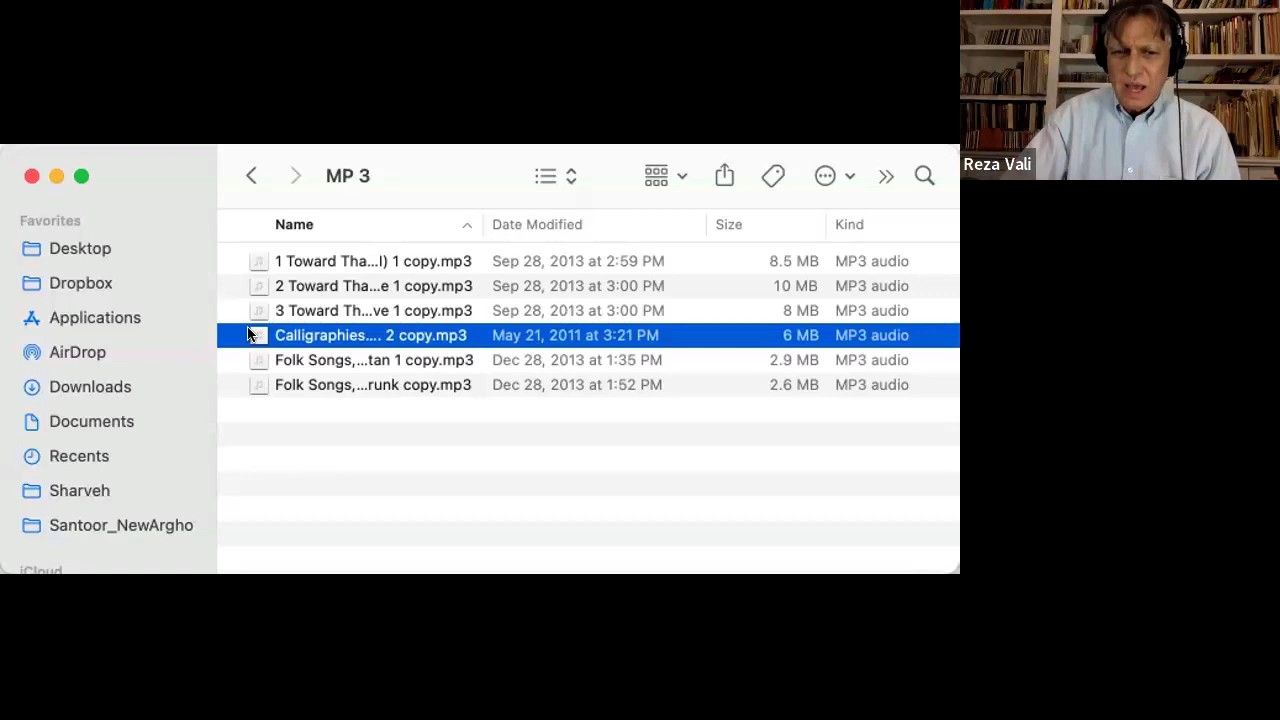 MP 3
Name Date Modified Size Kind
1 Toward Tha...l) 1 copy.mp3 Sep 28, 2013 at 2:59 PM 8.5 MB MP3 audio
2 Toward Tha...e 1 copy.mp3 Sep 28, 2013 at 3:00 PM 10 MB MP3 audio
3 Toward Th...ve 1 copy.mp3 Sep 28, 2013 at 3:00 PM 8 MB MP3 audio
Calligraphies.... 2 copy.mp3 May 21, 2011 at 3:21 PM 6 MB MP3 audio
Folk Songs,...tan 1 copy.mp3 Dec 28, 2013 at 1:35 PM 2.9 MB MP3 audio
Folk Songs,...runk copy.mp3 Dec 28, 2013 at 1:52 PM 2.6 MB MP3 audio
Favorites
Desktop
Dropbox
Applications
AirDrop
Downloads
Documents
Recents
Sharveh
Santoor_NewArgho
iCloud
Reza Vali